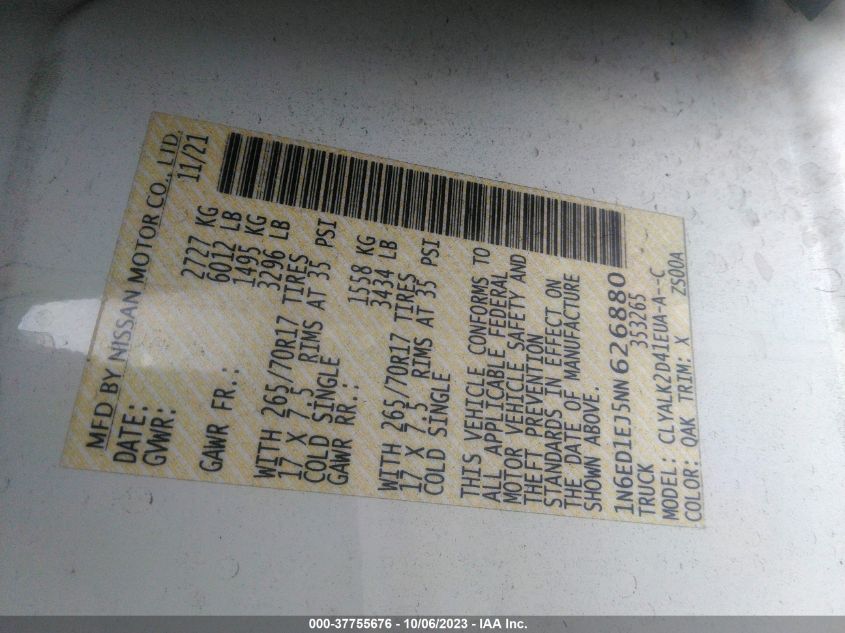 MFD BY NISSAN MOTOR CO., LTD.
DATE: 11/21
GVWR: 2727 KG
6012 LB
GAWR FR.: 1495 KG
3296 LB
WITH 265/70R17 TIRES
17 X 7.5 RIMS AT 35 PSI
COLD SINGLE
GAWR RR.: 1558 KG
3434 LB
WITH 265/70R17 TIRES
17 X 7.5 RIMS AT 35 PSI
COLD SINGLE
THIS VEHICLE CONFORMS TO
ALL APPLICABLE FEDERAL
MOTOR VEHICLE SAFETY AND
THEFT PREVENTION
STANDARDS IN EFFECT ON
THE DATE OF MANUFACTURE
SHOWN ABOVE.
1N6ED1EJ5NN626880
TRUCK 353265
MODEL: CLYALK2D41EUA-A--C
COLOR: QAK TRIM: X ZS00A
000-37755676 - 10/06/2023 - IAA Inc.